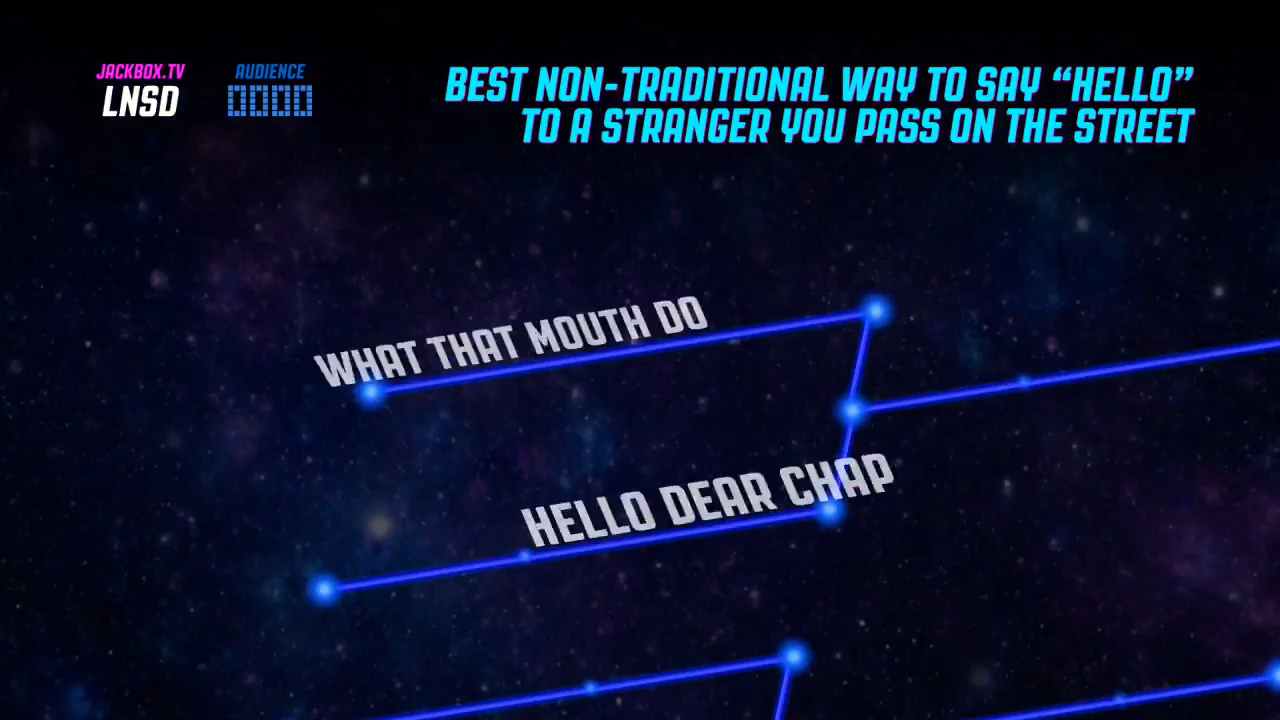 JACKBOX.TV
LNSD
AUDIENCE
0000
BEST NON-TRADITIONAL WAY TO SAY “HELLO”
TO A STRANGER YOU PASS ON THE STREET
WHAT THAT MOUTH DO
HELLO DEAR CHAP